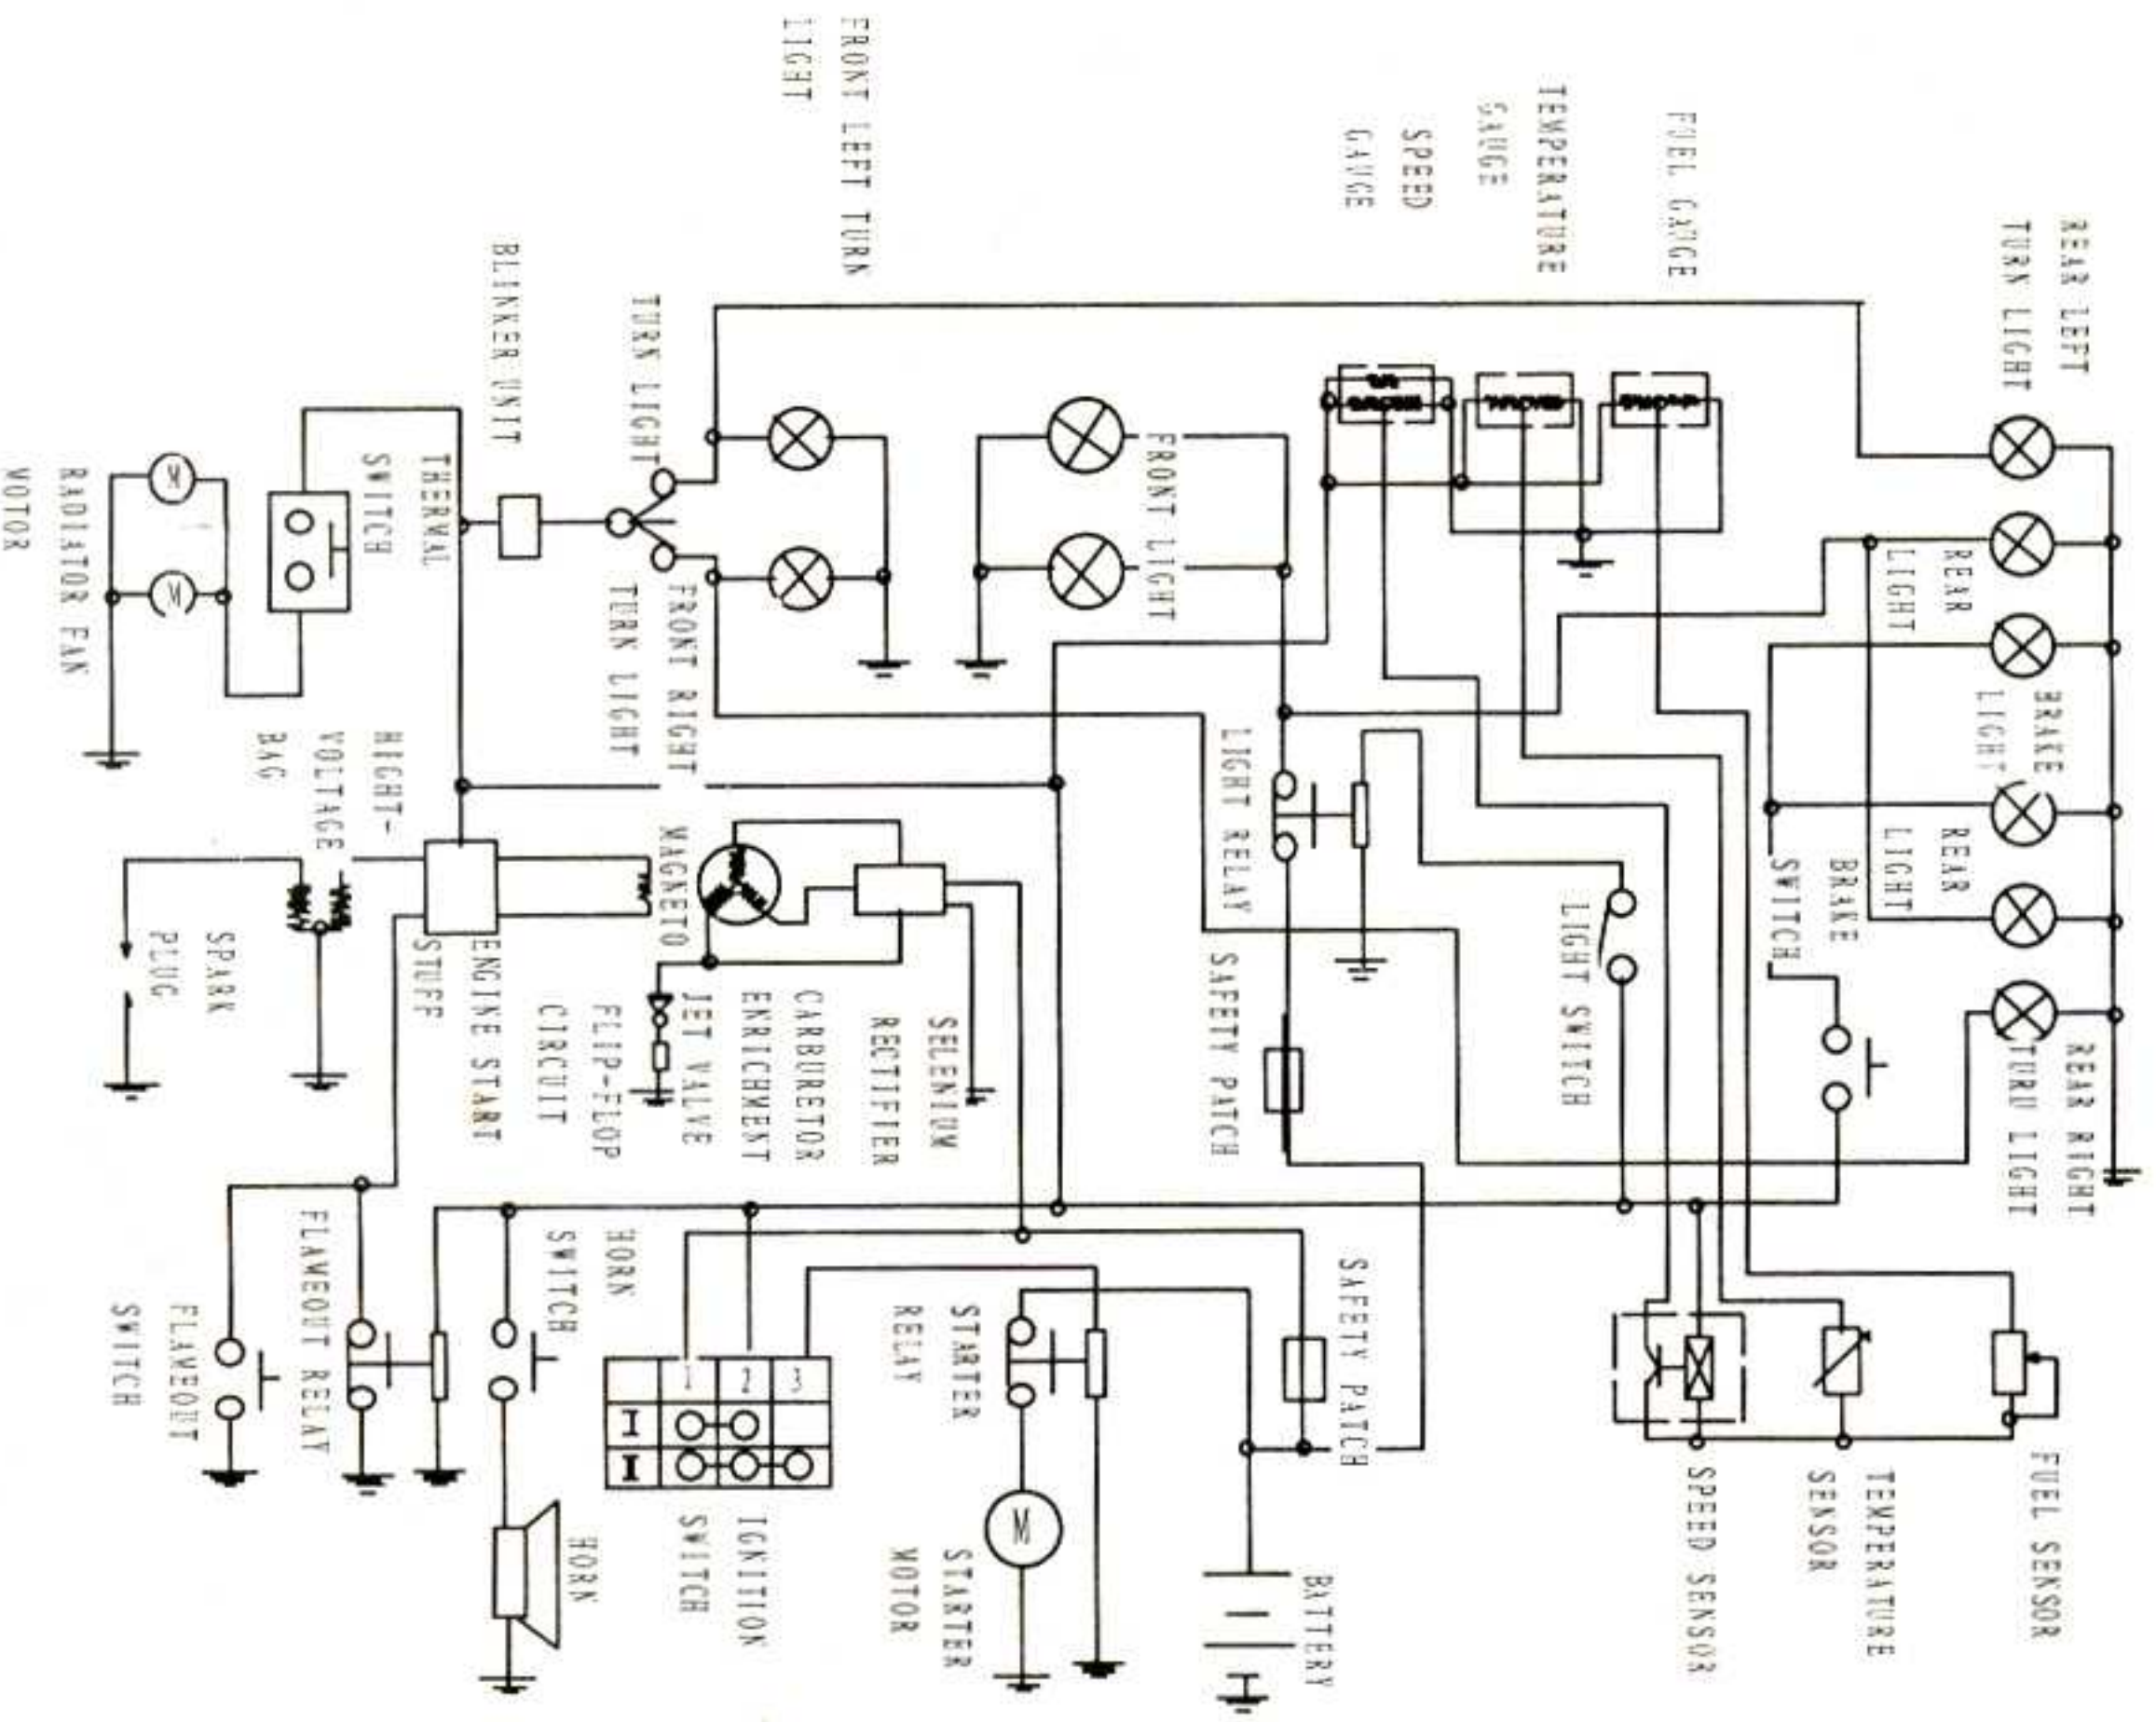 REAR LEFT
TURN LIGHT
FUEL GAUGE
TEMPERATURE
GAUGE
SPEED
GAUGE
FRONT LEFT TURN
LIGHT
TURN LIGHT
BLINKER UNIT
REAR
LIGHT
BRAKE
LIGHT
REAR
LIGHT
BRAKE
SWITCH
REAR RIGHT
TURU LIGHT
FRONT LIGHT
LIGHT RELAY
LIGHT SWITCH
SAFETY PATCH
THERMAL
SWITCH
RADIATOR FAN
MOTOR
M
M
FRONT RIGHT
TURN LIGHT
HIGHT-
VOLTAGE
BAG
MAGNETO
SPARK
PLUG
ENGINE START
STUFF
SELENIUM
RECTIFIER
CARBURETOR
ENRICHMENT
JET VALVE
FLIP-FLOP
CIRCUIT
HORN
SWITCH
FLAMEOUT RELAY
FLAMEOUT
SWITCH
HORN
1 2 3
I
II
IGNITION
SWITCH
STARTER
RELAY
STARTER
MOTOR
M
SAFETY PATCH
BATTERY
SPEED SENSOR
TEMPERATURE
SENSOR
FUEL SENSOR